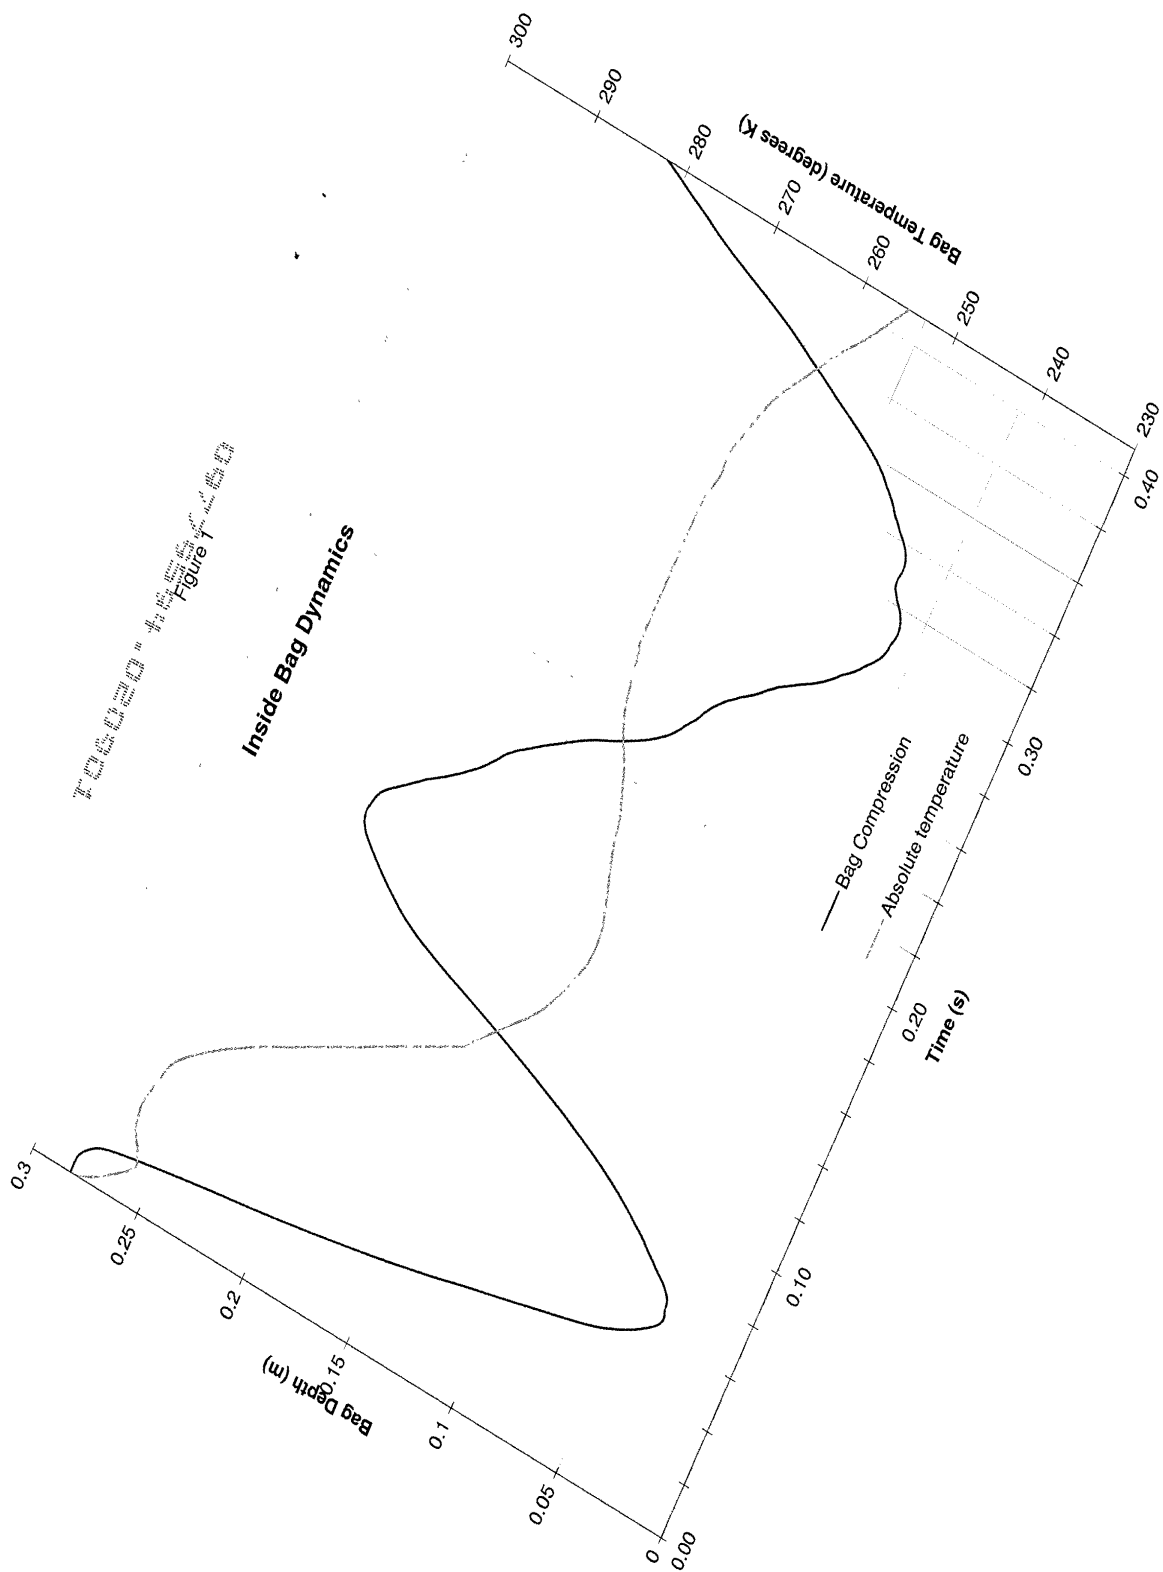 Figure 1
Inside Bag Dynamics
0.3
0.25
0.2
0.15
0.1
0.05
0
Bag Depth (m)
300
290
280
270
260
250
240
230
Bag Temperature (degrees K)
0.00
0.10
0.20
0.30
0.40
Time (s)
Bag Compression
Absolute temperature